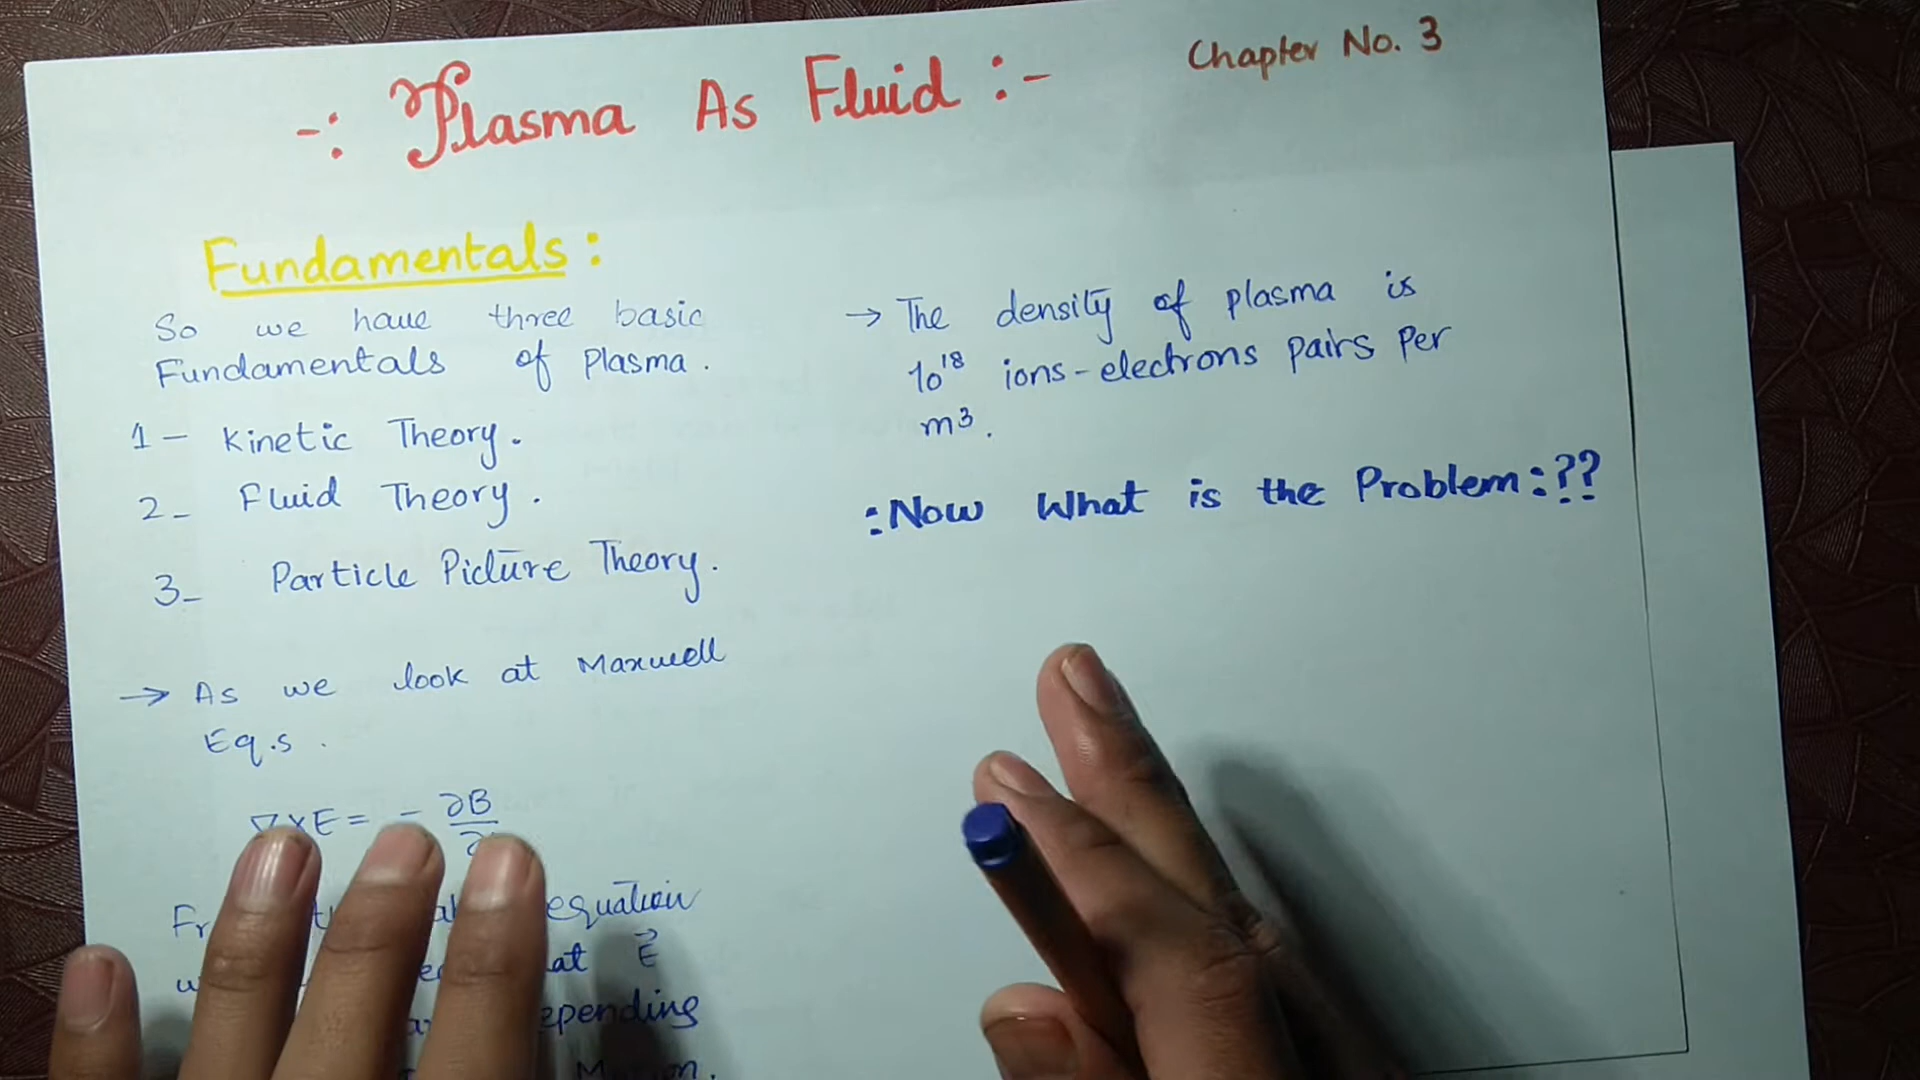 -: Plasma As Fluid :-
Chapter No. 3
Fundamentals :
So we have three basic
Fundamentals of Plasma.
1- Kinetic Theory.
2- Fluid Theory.
3- Particle Picture Theory.
→ As we look at Maxwell
Eq.s.
∇×E = - ∂B
equation
E⃗
epending
→ The density of plasma is
10¹⁸ ions-electrons pairs Per
m³.
:Now What is the Problem:??